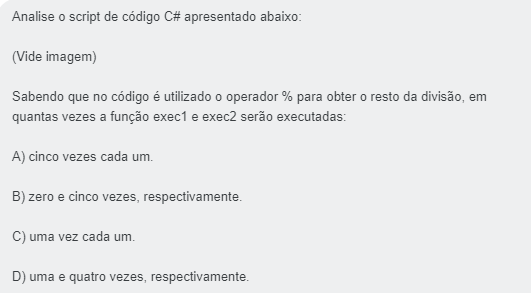 Analise o script de código C# apresentado abaixo:
(Vide imagem)
Sabendo que no código é utilizado o operador % para obter o resto da divisão, em
quantas vezes a função exec1 e exec2 serão executadas:
A) cinco vezes cada um.
B) zero e cinco vezes, respectivamente.
C) uma vez cada um.
D) uma e quatro vezes, respectivamente.